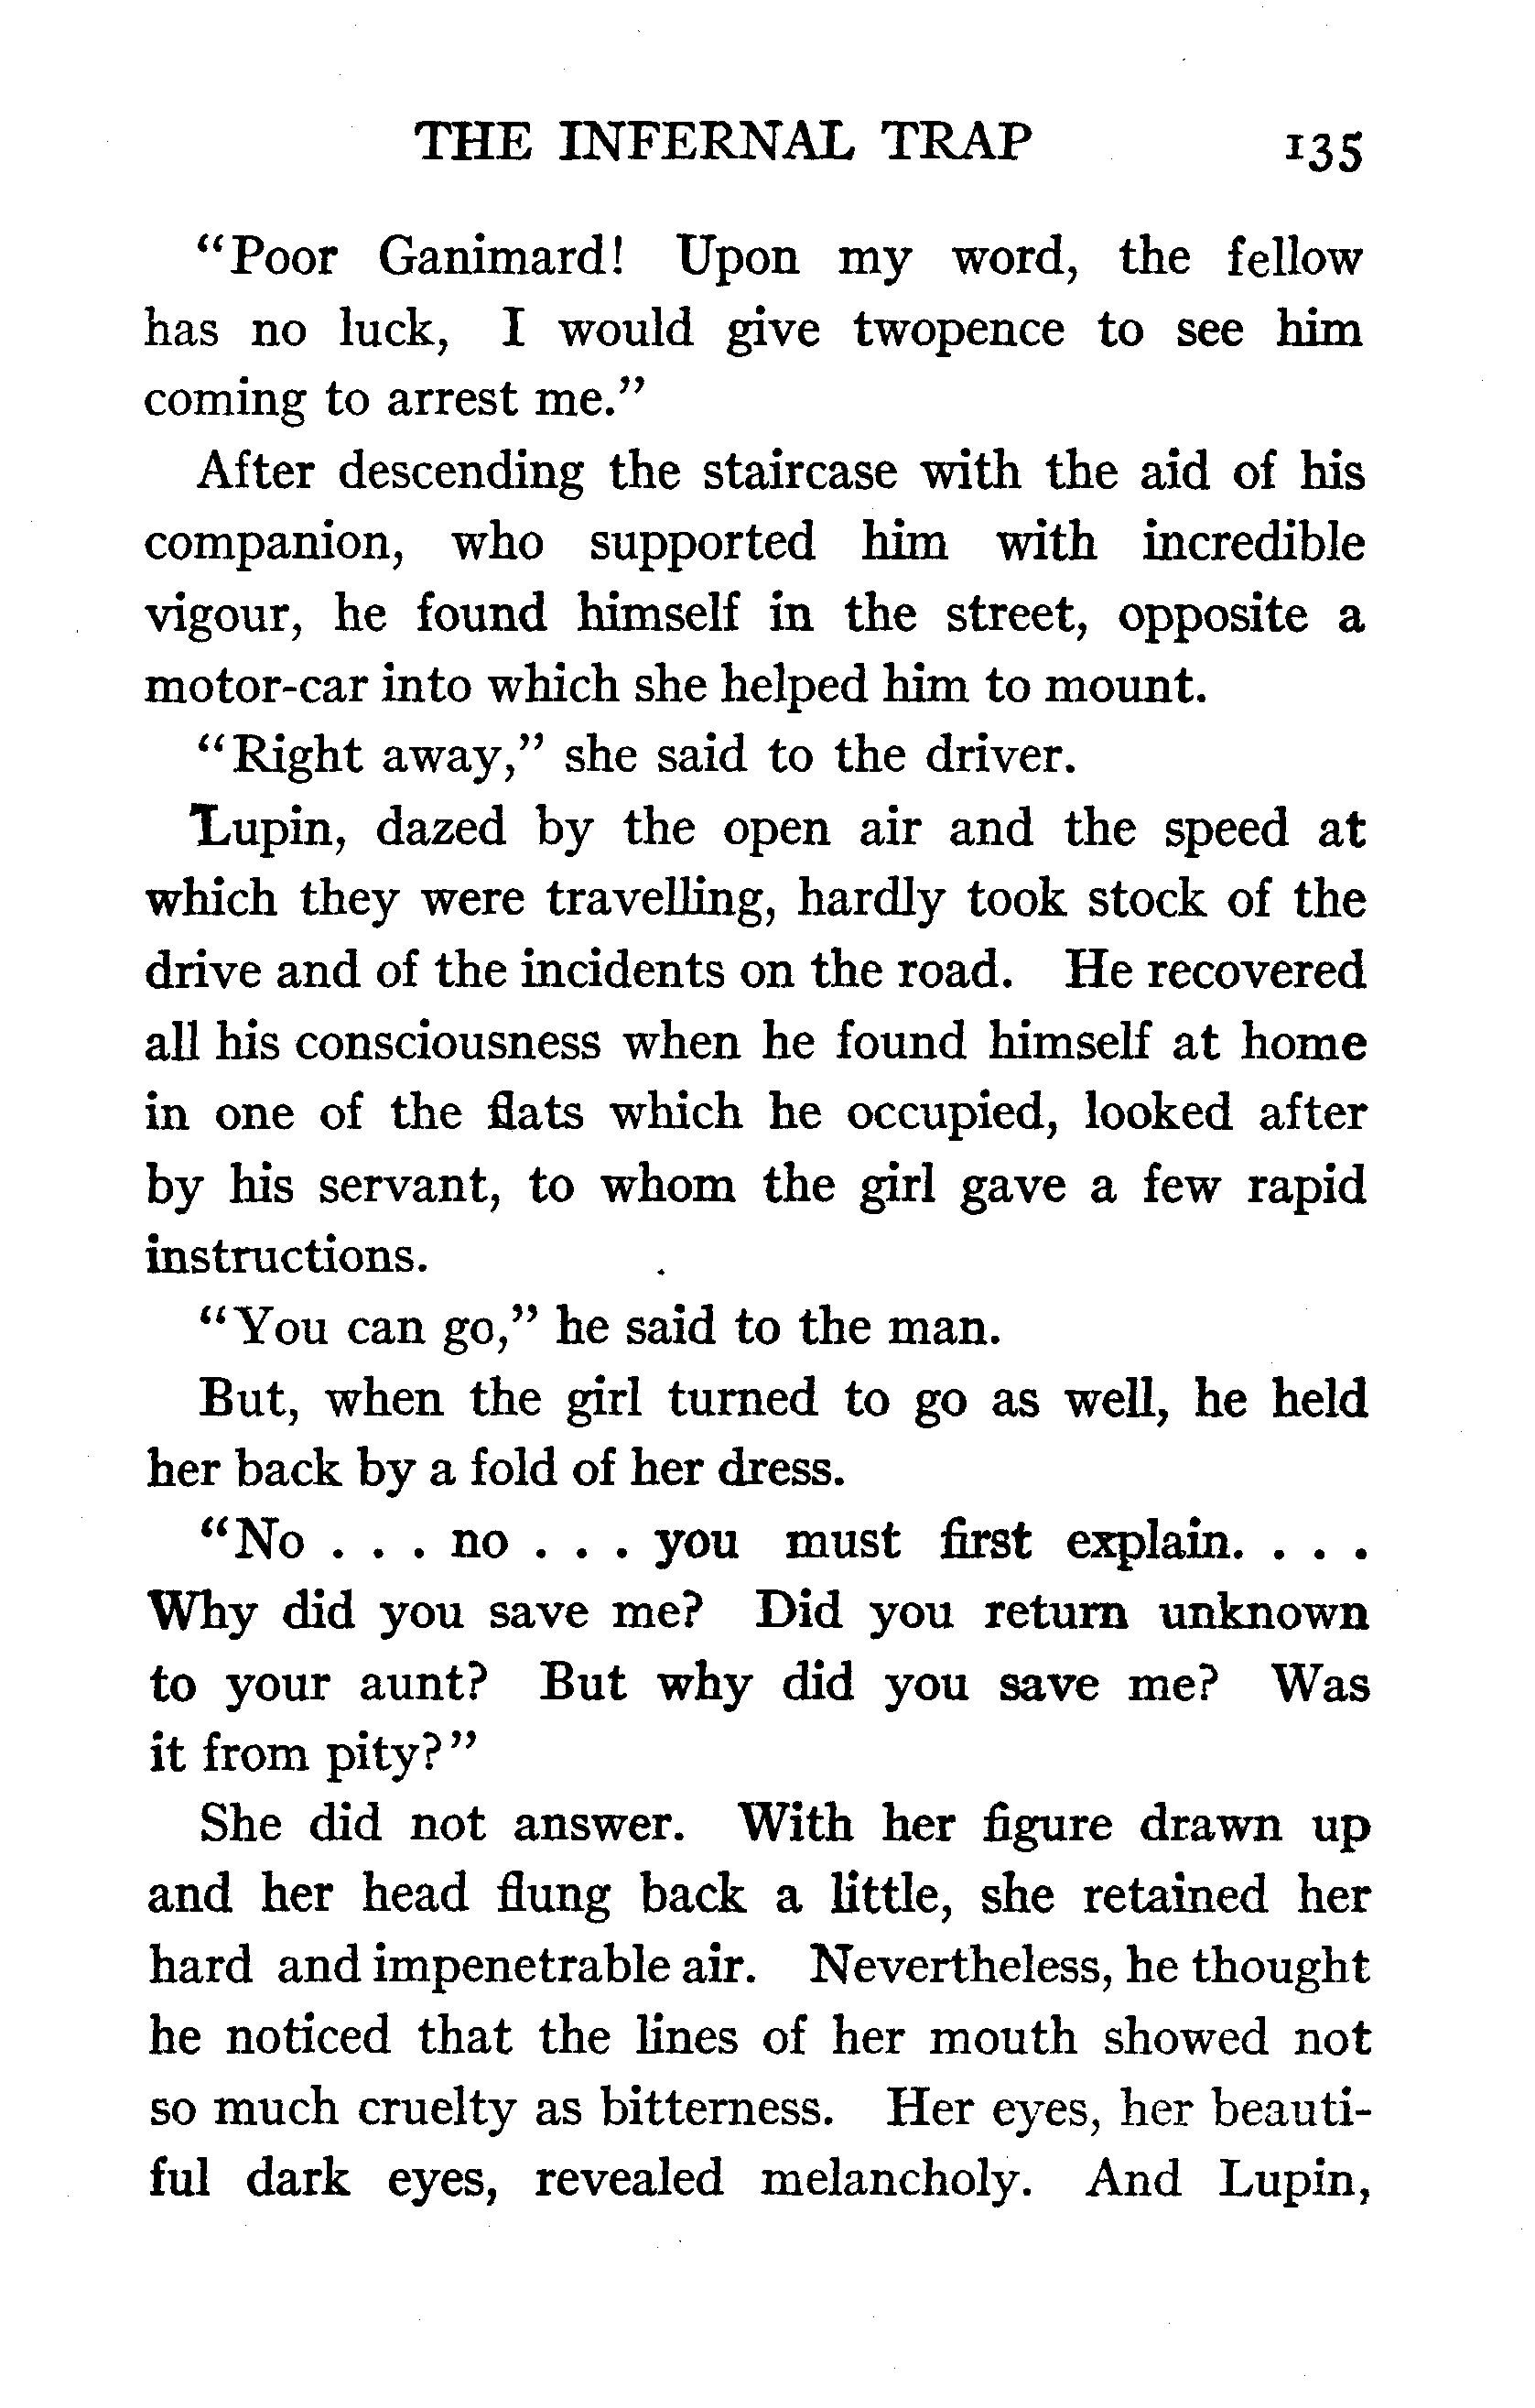 THE INFERNAL TRAP 135
“Poor Ganimard! Upon my word, the fellow
has no luck, I would give twopence to see him
coming to arrest me.”
After descending the staircase with the aid of his
companion, who supported him with incredible
vigour, he found himself in the street, opposite a
motor-car into which she helped him to mount.
“Right away,” she said to the driver.
Lupin, dazed by the open air and the speed at
which they were travelling, hardly took stock of the
drive and of the incidents on the road. He recovered
all his consciousness when he found himself at home
in one of the flats which he occupied, looked after
by his servant, to whom the girl gave a few rapid
instructions.
“You can go,” he said to the man.
But, when the girl turned to go as well, he held
her back by a fold of her dress.
“No . . . no . . . you must first explain. . . .
Why did you save me? Did you return unknown
to your aunt? But why did you save me? Was
it from pity?”
She did not answer. With her figure drawn up
and her head flung back a little, she retained her
hard and impenetrable air. Nevertheless, he thought
he noticed that the lines of her mouth showed not
so much cruelty as bitterness. Her eyes, her beauti-
ful dark eyes, revealed melancholy. And Lupin,